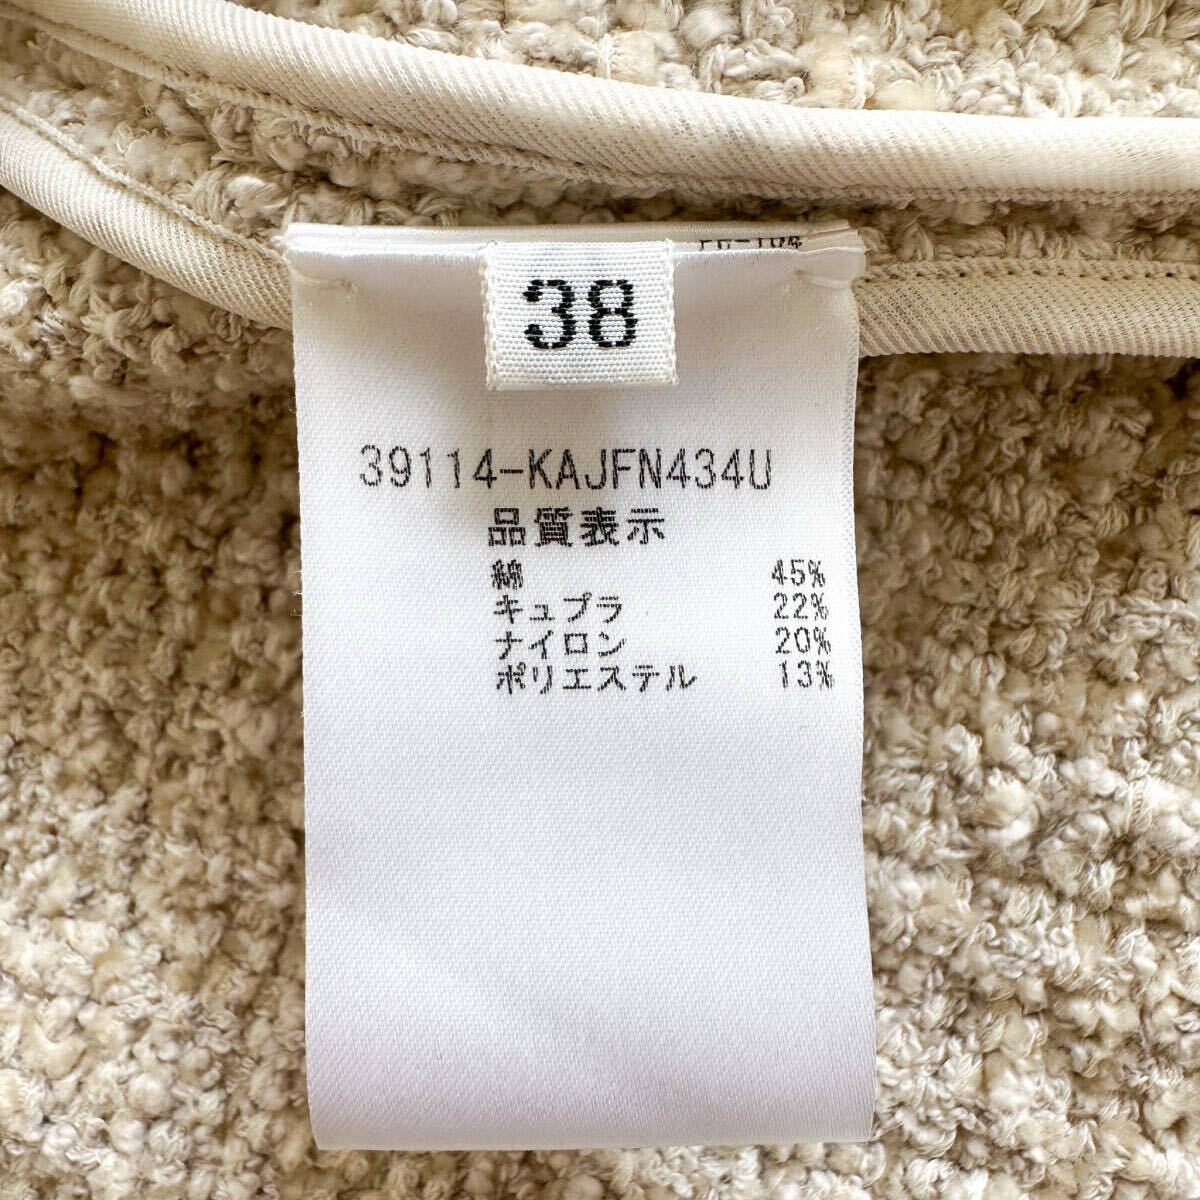 38
39114-KAJFN434U
品質表示
綿 45%
キュプラ 22%
ナイロン 20%
ポリエステル 13%